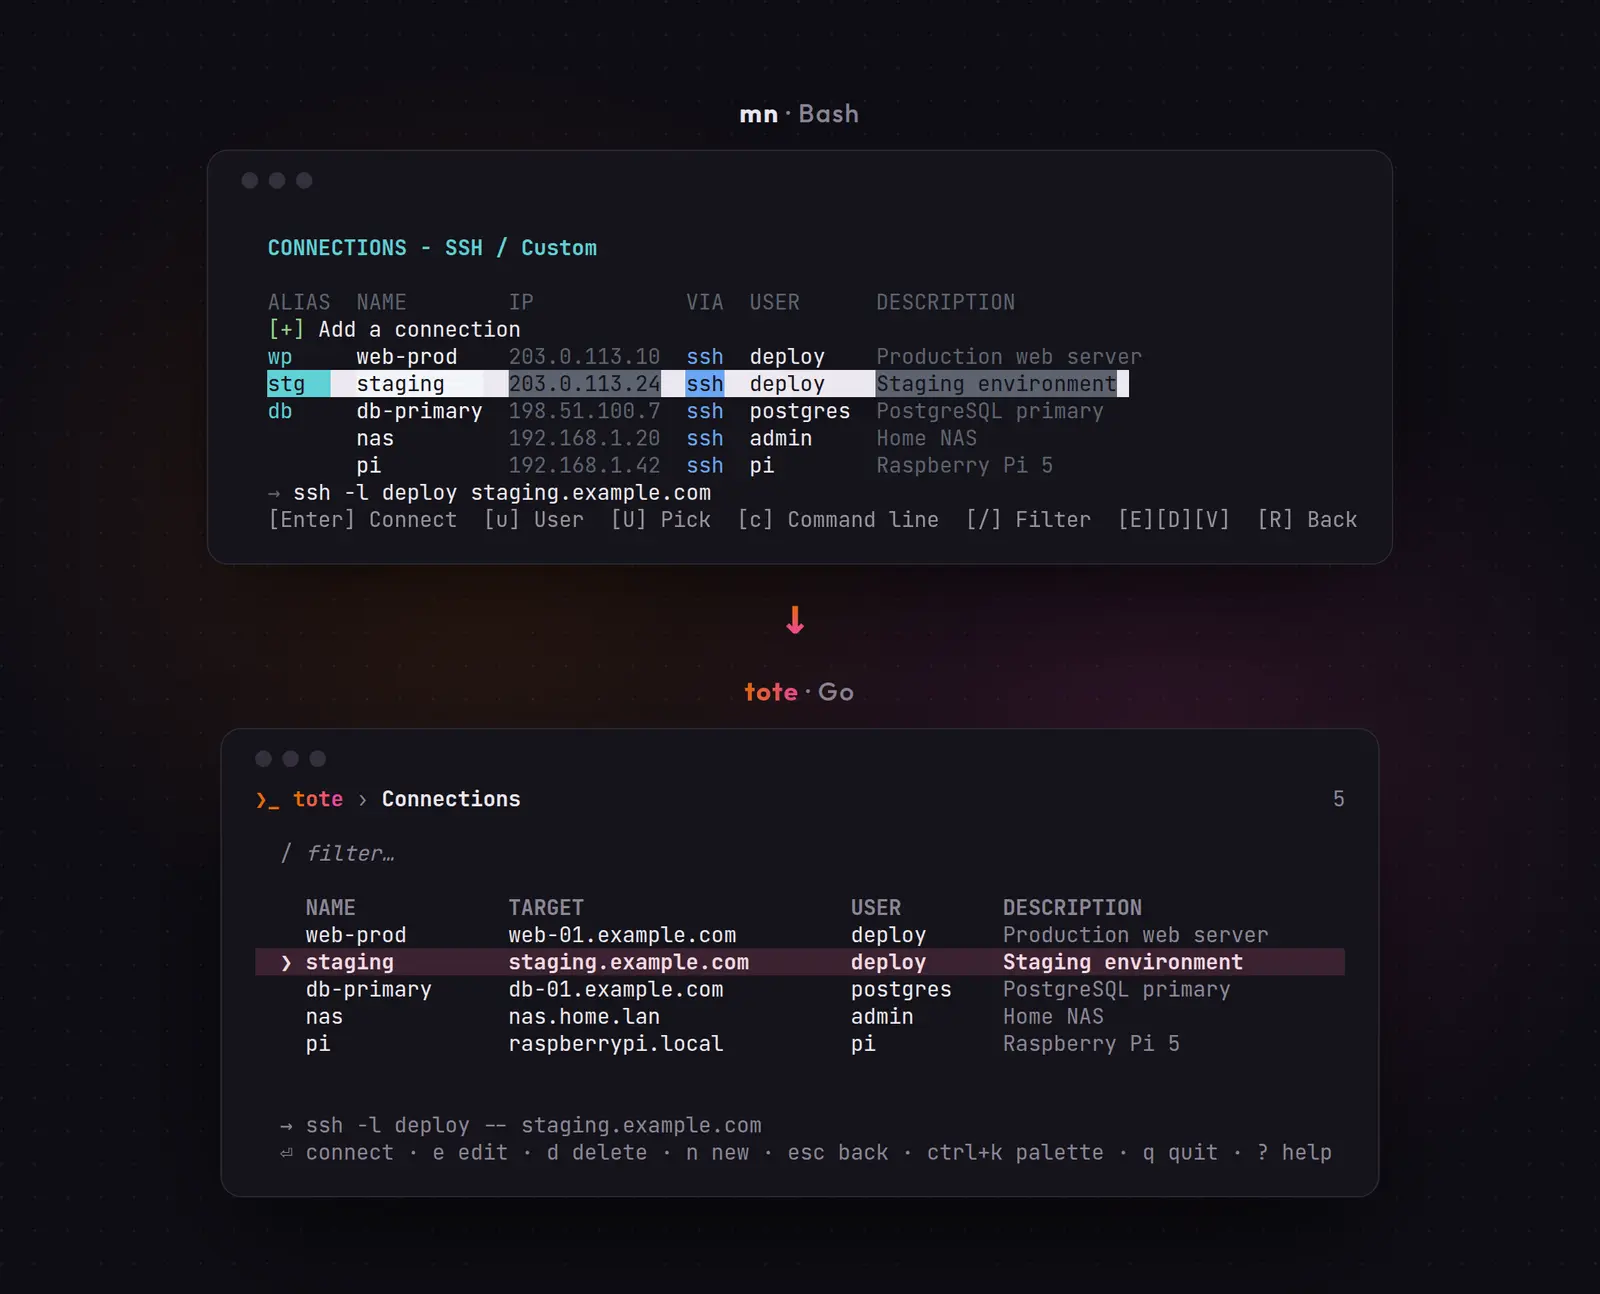 mn · Bash
CONNECTIONS - SSH / Custom
ALIAS NAME IP VIA USER DESCRIPTION
[+] Add a connection
wp web-prod 203.0.113.10 ssh deploy Production web server
stg staging 203.0.113.24 ssh deploy Staging environment
db db-primary 198.51.100.7 ssh postgres PostgreSQL primary
nas 192.168.1.20 ssh admin Home NAS
pi 192.168.1.42 ssh pi Raspberry Pi 5
→ ssh -l deploy staging.example.com
[Enter] Connect [u] User [U] Pick [c] Command line [/] Filter [E][D][V] [R] Back
↓
tote · Go
❯_ tote › Connections 5
/ filter…
NAME TARGET USER DESCRIPTION
web-prod web-01.example.com deploy Production web server
❯ staging staging.example.com deploy Staging environment
db-primary db-01.example.com postgres PostgreSQL primary
nas nas.home.lan admin Home NAS
pi raspberrypi.local pi Raspberry Pi 5
→ ssh -l deploy -- staging.example.com
⏎ connect · e edit · d delete · n new · esc back · ctrl+k palette · q quit · ? help